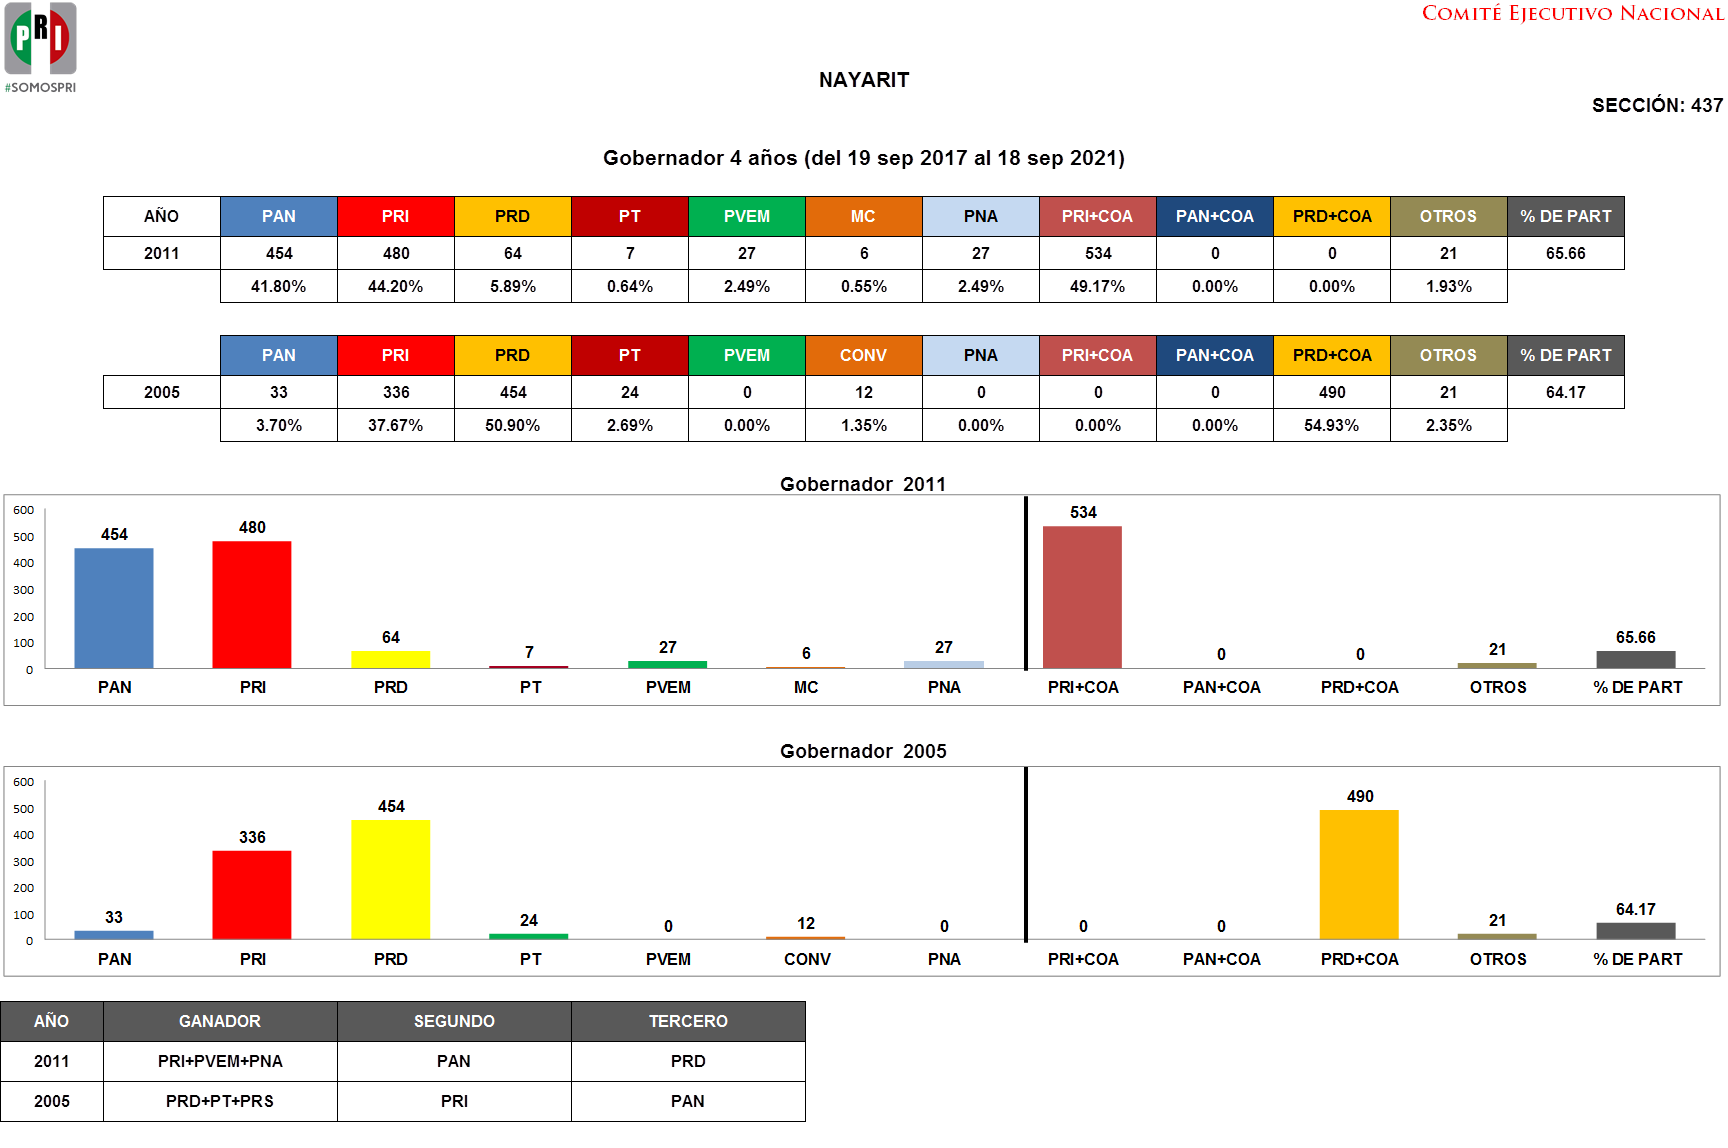 PRI
#SOMOSPRI
COMITÉ EJECUTIVO NACIONAL
NAYARIT
SECCIÓN: 437
Gobernador 4 años (del 19 sep 2017 al 18 sep 2021)
AÑO PAN PRI PRD PT PVEM MC PNA PRI+COA PAN+COA PRD+COA OTROS % DE PART
2011 454 480 64 7 27 6 27 534 0 0 21 65.66
41.80% 44.20% 5.89% 0.64% 2.49% 0.55% 2.49% 49.17% 0.00% 0.00% 1.93%
PAN PRI PRD PT PVEM CONV PNA PRI+COA PAN+COA PRD+COA OTROS % DE PART
2005 33 336 454 24 0 12 0 0 0 490 21 64.17
3.70% 37.67% 50.90% 2.69% 0.00% 1.35% 0.00% 0.00% 0.00% 54.93% 2.35%
Gobernador 2011
600
500
400
300
200
100
0
454 480 64 7 27 6 27 534 0 0 21 65.66
PAN PRI PRD PT PVEM MC PNA PRI+COA PAN+COA PRD+COA OTROS % DE PART
Gobernador 2005
600
500
400
300
200
100
0
33 336 454 24 0 12 0 0 0 490 21 64.17
PAN PRI PRD PT PVEM CONV PNA PRI+COA PAN+COA PRD+COA OTROS % DE PART
AÑO GANADOR SEGUNDO TERCERO
2011 PRI+PVEM+PNA PAN PRD
2005 PRD+PT+PRS PRI PAN